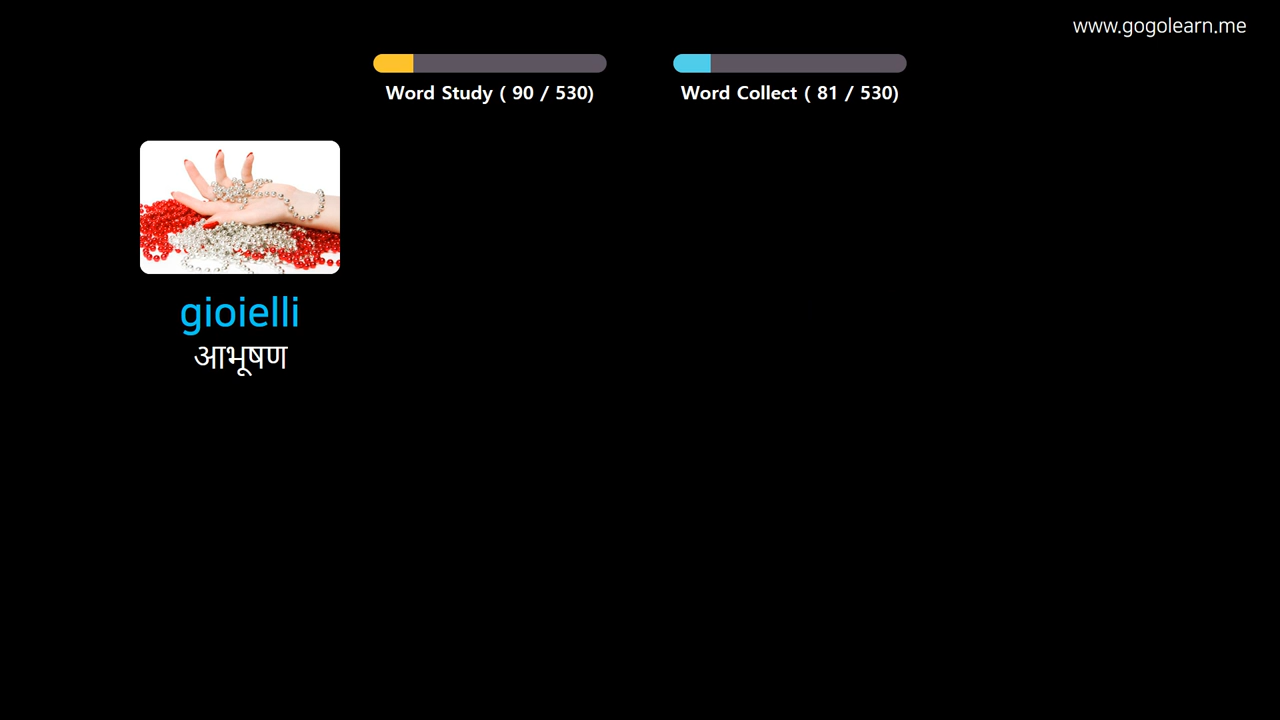 www.gogolearn.me
Word Study ( 90 / 530)
Word Collect ( 81 / 530)
gioielli
आभूषण